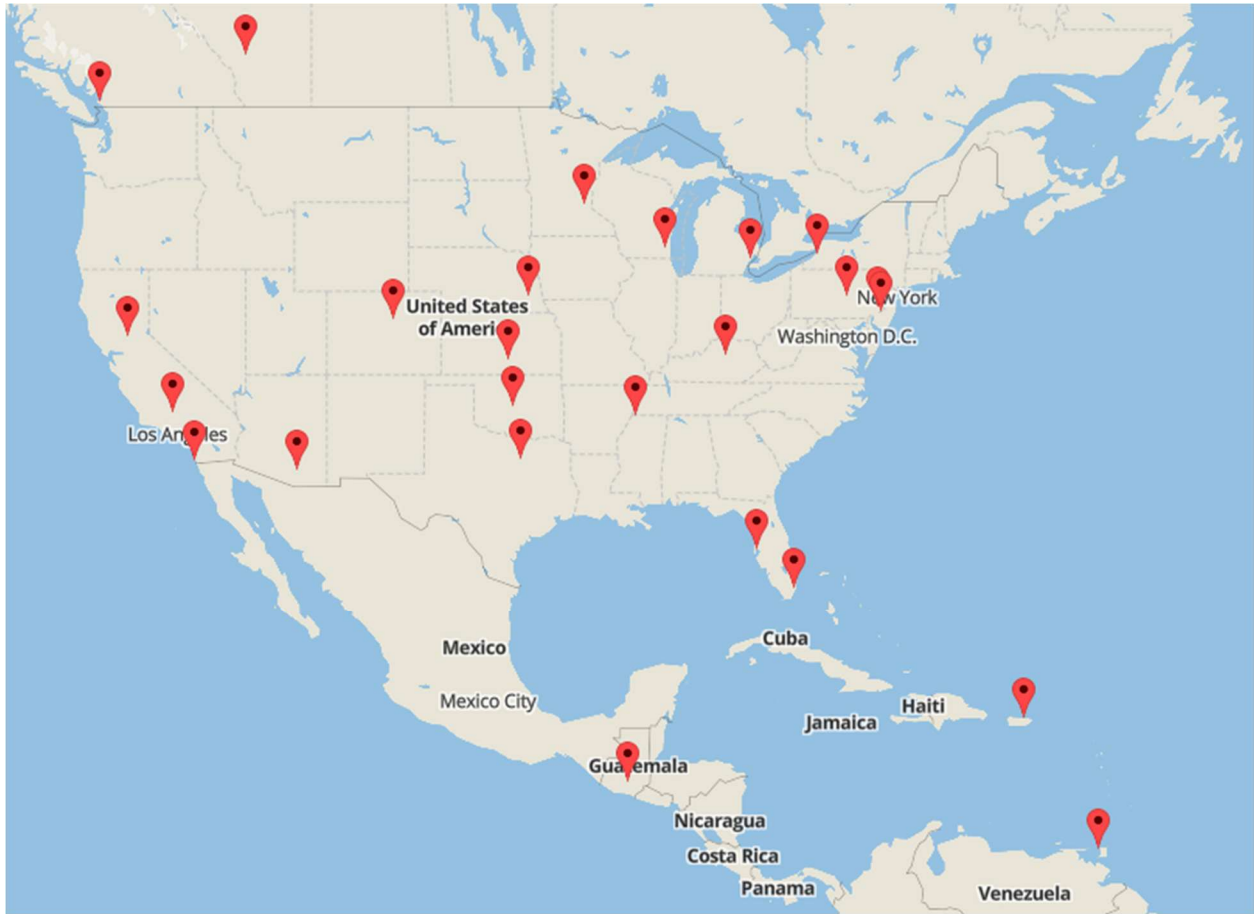 New York
United States
of Ameri
Washington D.C.
Los Angeles
Mexico
Cuba
Mexico City
Haiti
Jamaica
Guatemala
Nicaragua
Costa Rica
Panama
Venezuela